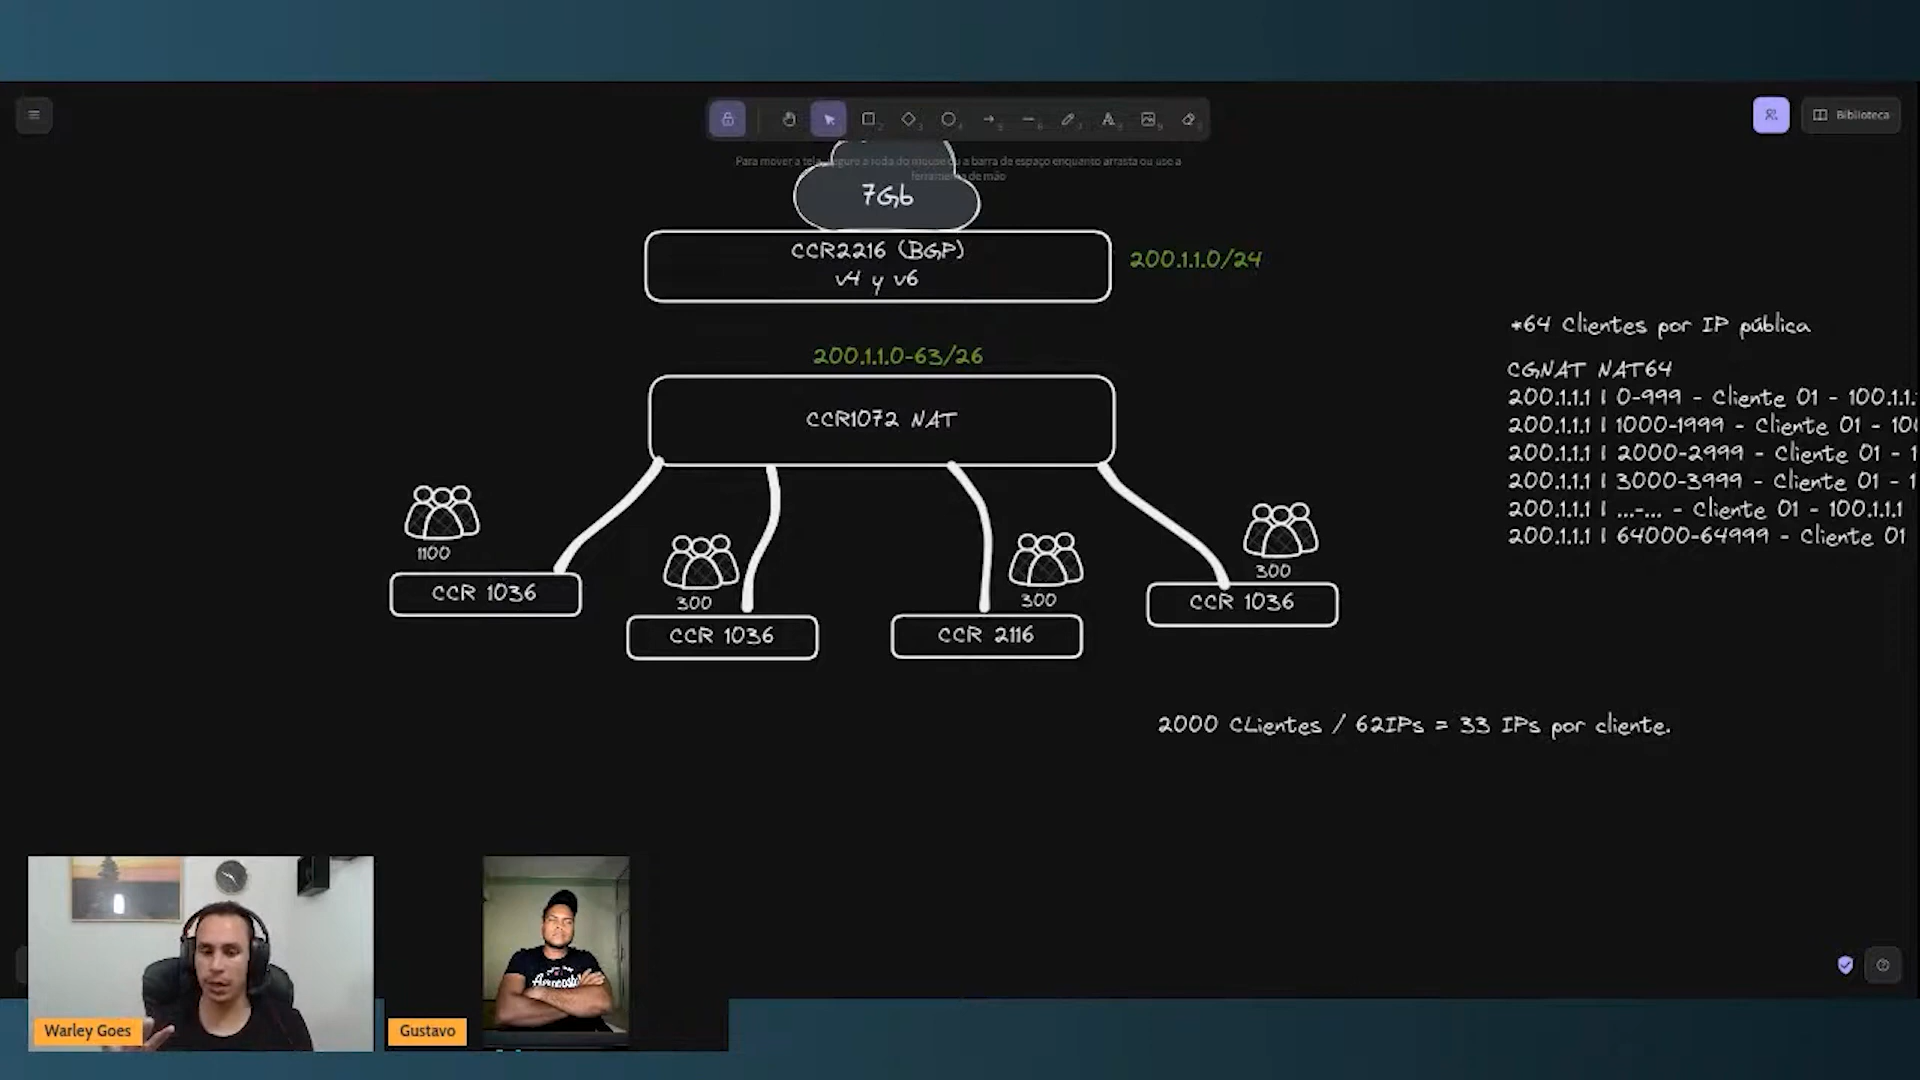 Biblioteca
Para mover a tela, segure a roda do mouse ou a barra de espaço enquanto arrasta ou use a
ferramenta de mão
7Gb
CCR2216 (BGP)
v4 y v6
200.1.1.0/24
200.1.1.0-63/26
CCR1072 NAT
1100
CCR 1036
300
CCR 1036
300
CCR 2116
300
CCR 1036
*64 Clientes por IP pública
CGNAT NAT64
200.1.1.1 | 0-999 - Cliente 01 - 100.1.1.
200.1.1.1 | 1000-1999 - Cliente 01 - 10
200.1.1.1 | 2000-2999 - Cliente 01 - 1
200.1.1.1 | 3000-3999 - Cliente 01 - 1
200.1.1.1 | ...-... - Cliente 01 - 100.1.1.1
200.1.1.1 | 64000-64999 - Cliente 01
2000 CLientes / 62IPs = 33 IPs por cliente.
Warley Goes
Gustavo